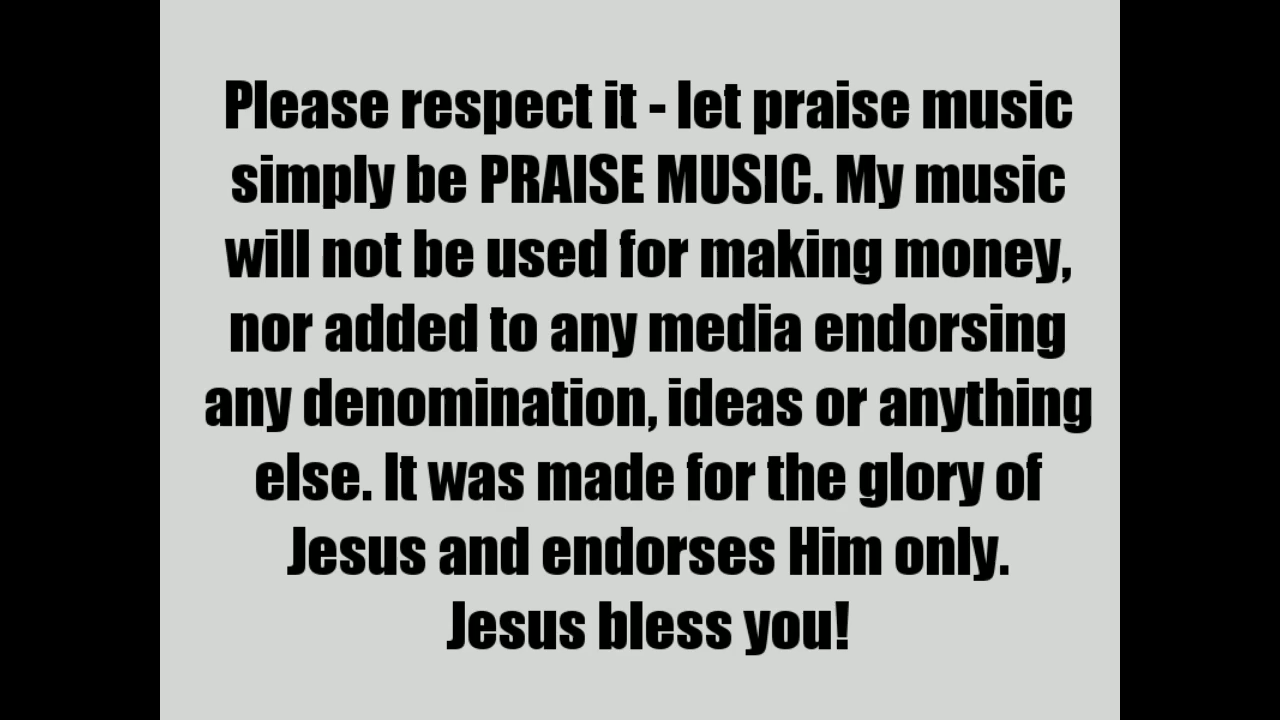 Please respect it - let praise music
simply be PRAISE MUSIC. My music
will not be used for making money,
nor added to any media endorsing
any denomination, ideas or anything
else. It was made for the glory of
Jesus and endorses Him only.
Jesus bless you!